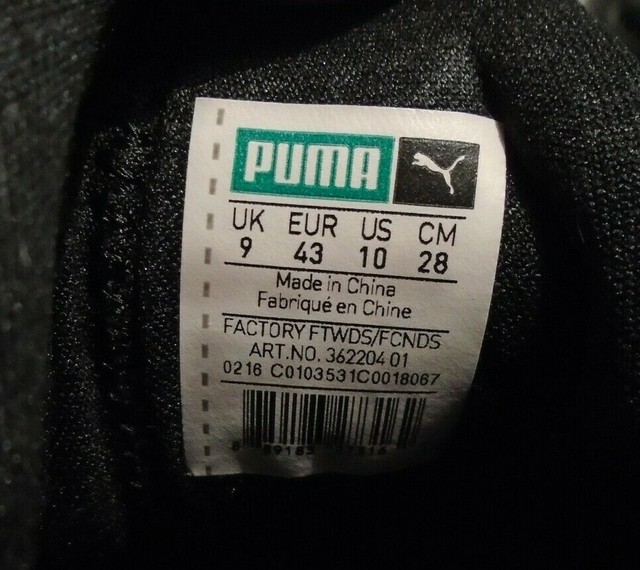 PUMA
UK EUR US CM
9 43 10 28
Made in China
Fabriqué en Chine
FACTORY FTWDS/FCNDS
ART.NO. 362204 01
0216 C0103531C0018067